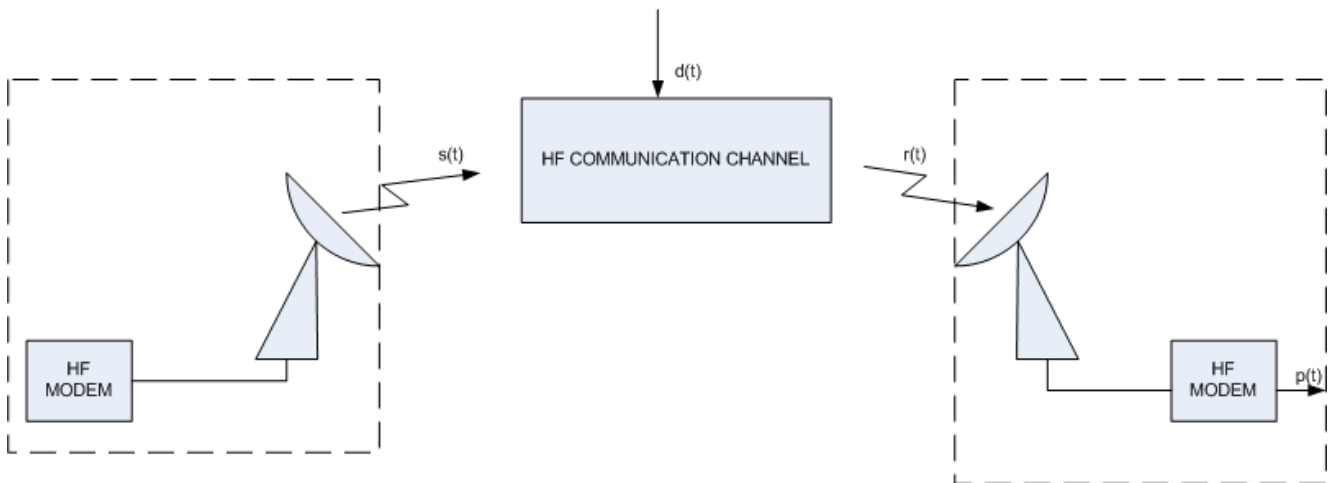 d(t)
HF COMMUNICATION CHANNEL
s(t)
r(t)
HF
MODEM
HF
MODEM
p(t)